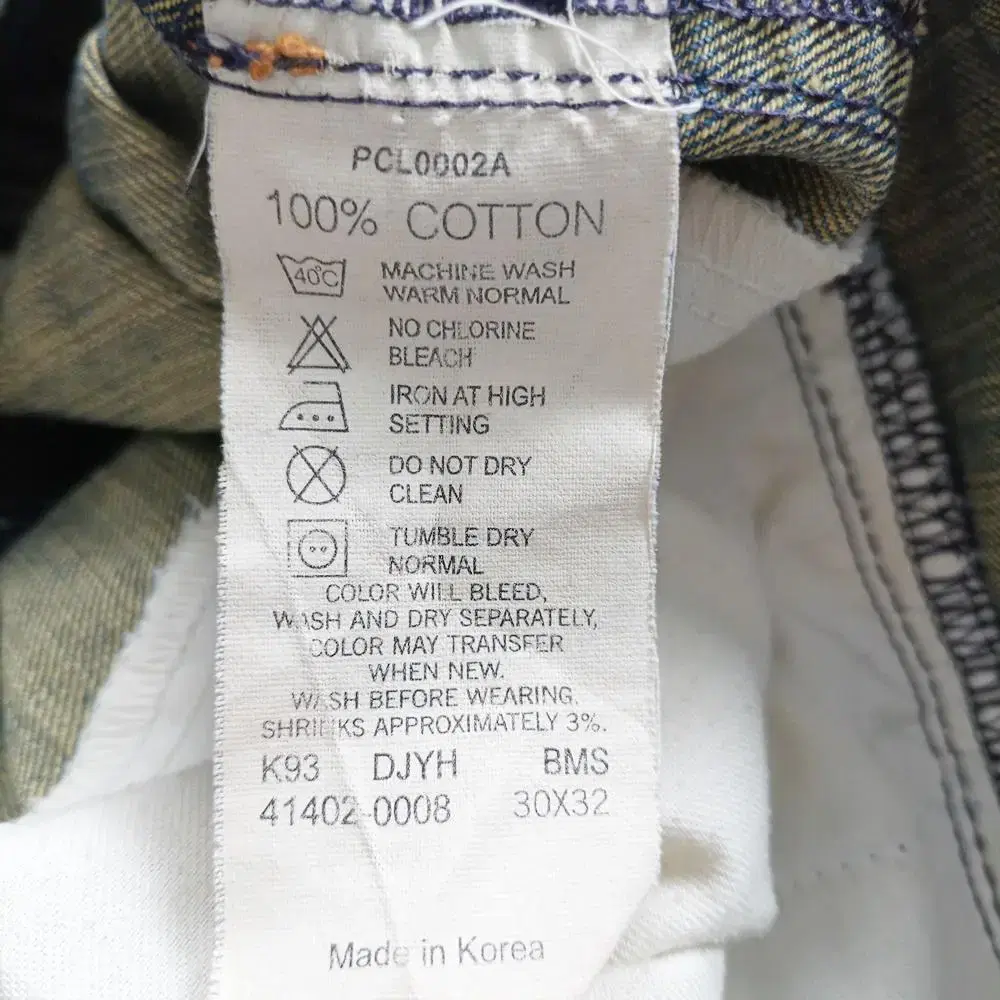 PCL0002A
100% COTTON
40°C
MACHINE WASH
WARM NORMAL
NO CHLORINE
BLEACH
IRON AT HIGH
SETTING
DO NOT DRY
CLEAN
TUMBLE DRY
NORMAL
COLOR WILL BLEED,
WASH AND DRY SEPARATELY,
COLOR MAY TRANSFER
WHEN NEW.
WASH BEFORE WEARING.
SHRINKS APPROXIMATELY 3%.
K93 DJYH BMS
41402-0008 30X32
Made in Korea